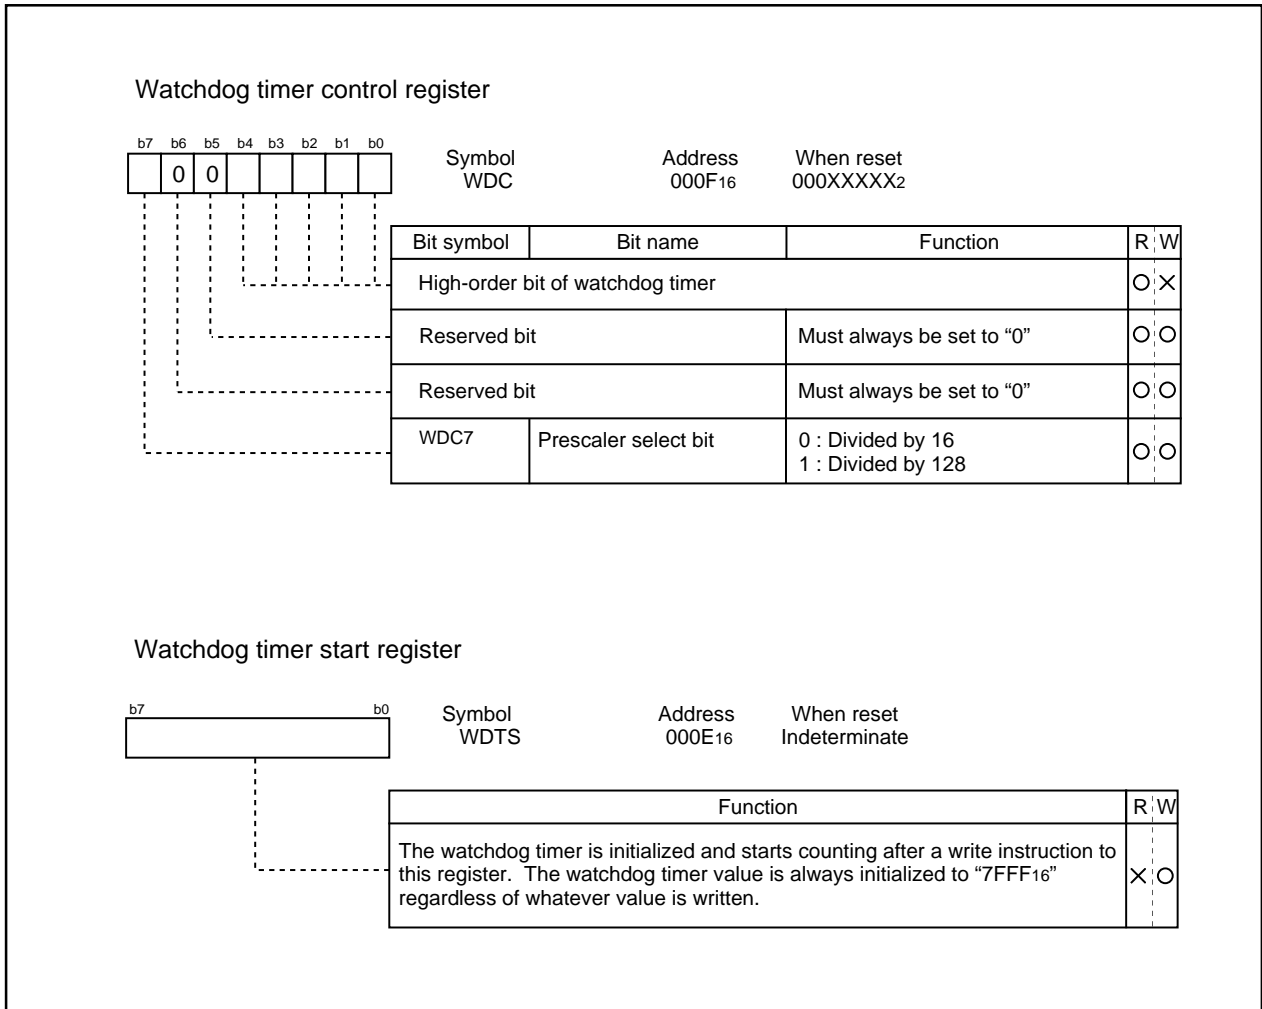 Watchdog timer control register
b7 b6 b5 b4 b3 b2 b1 b0
0 0
Symbol Address When reset
WDC 000F16 000XXXXX2
Bit symbol Bit name Function R W
High-order bit of watchdog timer
Reserved bit Must always be set to “0”
Reserved bit Must always be set to “0”
WDC7 Prescaler select bit 0 : Divided by 16
1 : Divided by 128
Watchdog timer start register
b7 b0
Symbol Address When reset
WDTS 000E16 Indeterminate
Function R W
The watchdog timer is initialized and starts counting after a write instruction to
this register. The watchdog timer value is always initialized to “7FFF16”
regardless of whatever value is written.